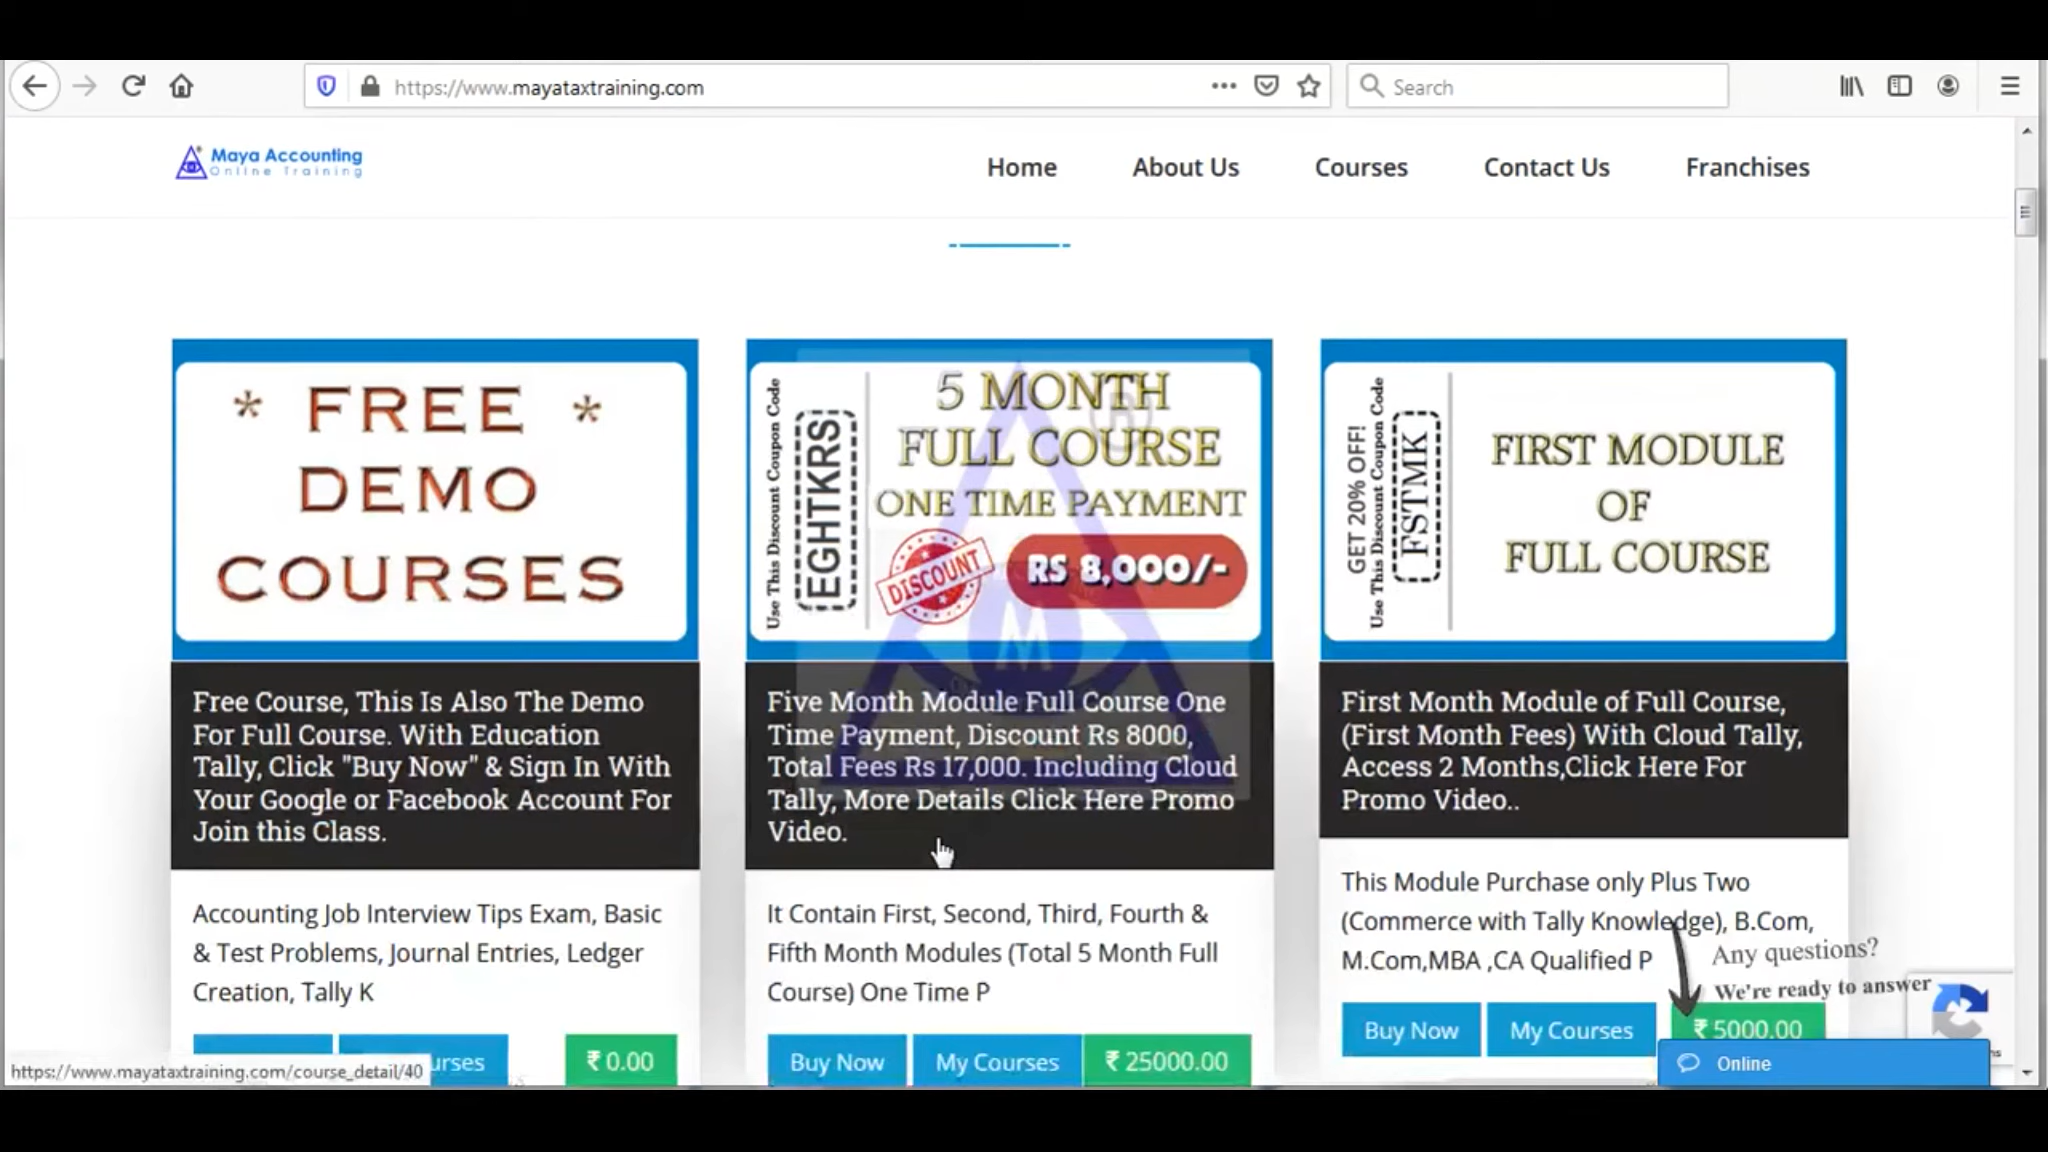 https://www.mayataxtraining.com
Search
Maya Accounting
Online Training
Home
About Us
Courses
Contact Us
Franchises
* FREE *
DEMO
COURSES
Use This Discount Coupon Code
EGHTKRS
5 MONTH
FULL COURSE
ONE TIME PAYMENT
DISCOUNT
RS 8,000/-
M
GET 20% OFF!
Use This Discount Coupon Code
FSTMK
FIRST MODULE
OF
FULL COURSE
Free Course, This Is Also The Demo
For Full Course. With Education
Tally, Click "Buy Now" & Sign In With
Your Google or Facebook Account For
Join this Class.
Five Month Module Full Course One
Time Payment, Discount Rs 8000,
Total Fees Rs 17,000. Including Cloud
Tally, More Details Click Here Promo
Video.
First Month Module of Full Course,
(First Month Fees) With Cloud Tally,
Access 2 Months,Click Here For
Promo Video..
Accounting Job Interview Tips Exam, Basic
& Test Problems, Journal Entries, Ledger
Creation, Tally K
It Contain First, Second, Third, Fourth &
Fifth Month Modules (Total 5 Month Full
Course) One Time P
This Module Purchase only Plus Two
(Commerce with Tally Knowledge), B.Com,
M.Com,MBA ,CA Qualified P
Any questions?
We're ready to answer
urses
₹ 0.00
Buy Now
My Courses
₹ 25000.00
Buy Now
My Courses
₹ 5000.00
Online
https://www.mayataxtraining.com/course_detail/40